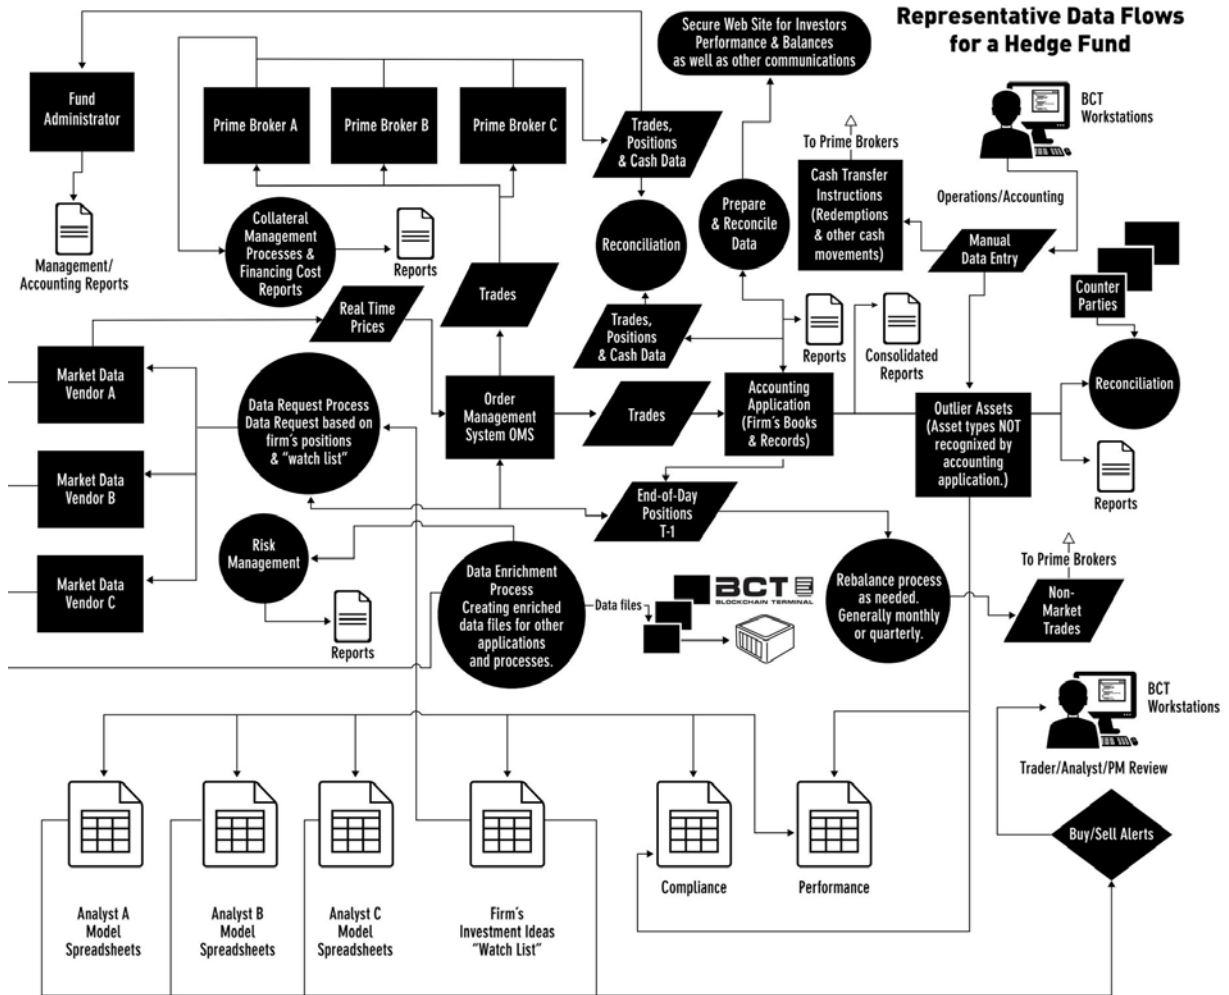 Representative Data Flows
for a Hedge Fund
Secure Web Site for Investors
Performance & Balances
as well as other communications
BCT
Workstations
Fund
Administrator
Prime Broker A
Prime Broker B
Prime Broker C
Trades,
Positions
& Cash Data
To Prime Brokers
Cash Transfer
Instructions
(Redemptions
& other cash
movements)
Operations/Accounting
Prepare
& Reconcile
Data
Collateral
Management
Processes &
Financing Cost
Reports
Reports
Reconciliation
Manual
Data Entry
Management/
Accounting Reports
Counter
Parties
Real Time
Prices
Trades
Trades,
Positions
& Cash Data
Reports
Consolidated
Reports
Reconciliation
Market Data
Vendor A
Data Request Process
Data Request based on
firm's positions
& "watch list"
Order
Management
System OMS
Trades
Accounting
Application
(Firm's Books
& Records)
Outlier Assets
(Asset types NOT
recognixed by
accounting
application.)
Reports
Market Data
Vendor B
End-of-Day
Positions
T-1
Risk
Management
Market Data
Vendor C
Reports
Data Enrichment
Process
Creating enriched
data files for other
applications
and processes.
Data files
BCT
BLOCKCHAIN TERMINAL
Rebalance process
as needed.
Generally monthly
or quarterly.
To Prime Brokers
Non-
Market
Trades
BCT
Workstations
Trader/Analyst/PM Review
Buy/Sell Alerts
Compliance
Performance
Analyst A
Model
Spreadsheets
Analyst B
Model
Spreadsheets
Analyst C
Model
Spreadsheets
Firm's
Investment Ideas
"Watch List"